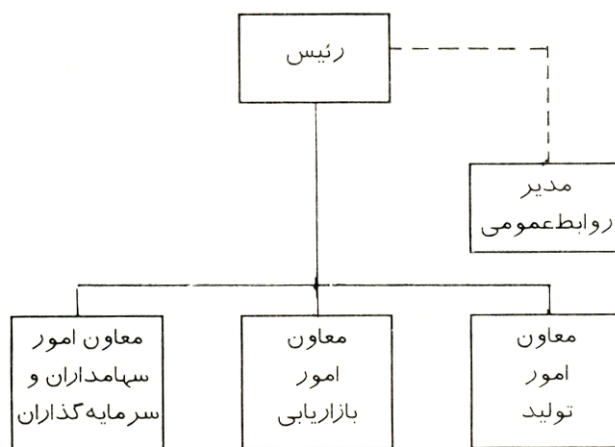 رئیس
مدیر
روابط عمومی
معاون
امور
تولید
معاون
امور
بازاریابی
معاون امور
سهامداران و
سرمایه گذاران